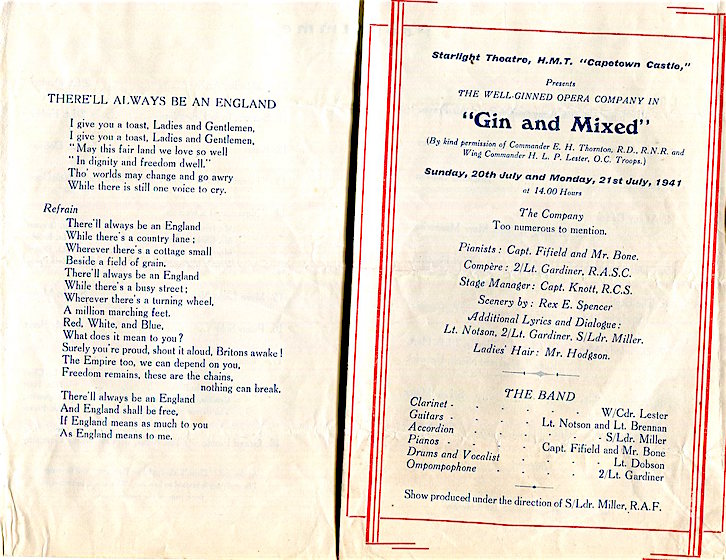 THERE'LL ALWAYS BE AN ENGLAND
I give you a toast, Ladies and Gentlemen,
I give you a toast, Ladies and Gentlemen,
"May this fair land we love so well
"In dignity and freedom dwell."
Tho' worlds may change and go awry
While there is still one voice to cry.
Refrain
There'll always be an England
While there's a country lane;
Wherever there's a cottage small
Beside a field of grain.
There'll always be an England
While there's a busy street;
Wherever there's a turning wheel,
A million marching feet.
Red, White, and Blue,
What does it mean to you?
Surely you're proud, shout it aloud, Britons awake!
The Empire too, we can depend on you,
Freedom remains, these are the chains,
nothing can break.
There'll always be an England
And England shall be free,
If England means as much to you
As England means to me.
Starlight Theatre, H.M.T. "Capetown Castle,"
Presents
THE WELL-GINNED OPERA COMPANY IN
"Gin and Mixed"
(By kind permission of Commander E. H. Thornton, R.D., R.N.R. and
Wing Commander H. L. P. Lester, O.C. Troops.)
Sunday, 20th July and Monday, 21st July, 1941
at 14.00 Hours
The Company
Too numerous to mention.
Pianists: Capt. Fifield and Mr. Bone.
Compère: 2/Lt. Gardiner, R.A.S.C.
Stage Manager: Capt. Knott, R.C.S.
Scenery by: Rex E. Spencer
Additional Lyrics and Dialogue:
Lt. Notson, 2/Lt. Gardiner, S/Ldr. Miller.
Ladies' Hair: Mr. Hodgson.
THE BAND
Clarinet - - - - - - W/Cdr. Lester
Guitars - - - - Lt. Notson and Lt. Brennan
Accordion - - - - - - S/Ldr. Miller
Pianos - - - - Capt. Fifield and Mr. Bone
Drums and Vocalist - - - - Lt. Dobson
Ompompophone - - - - - 2/Lt. Gardiner
Show produced under the direction of S/Ldr. Miller, R.A.F.